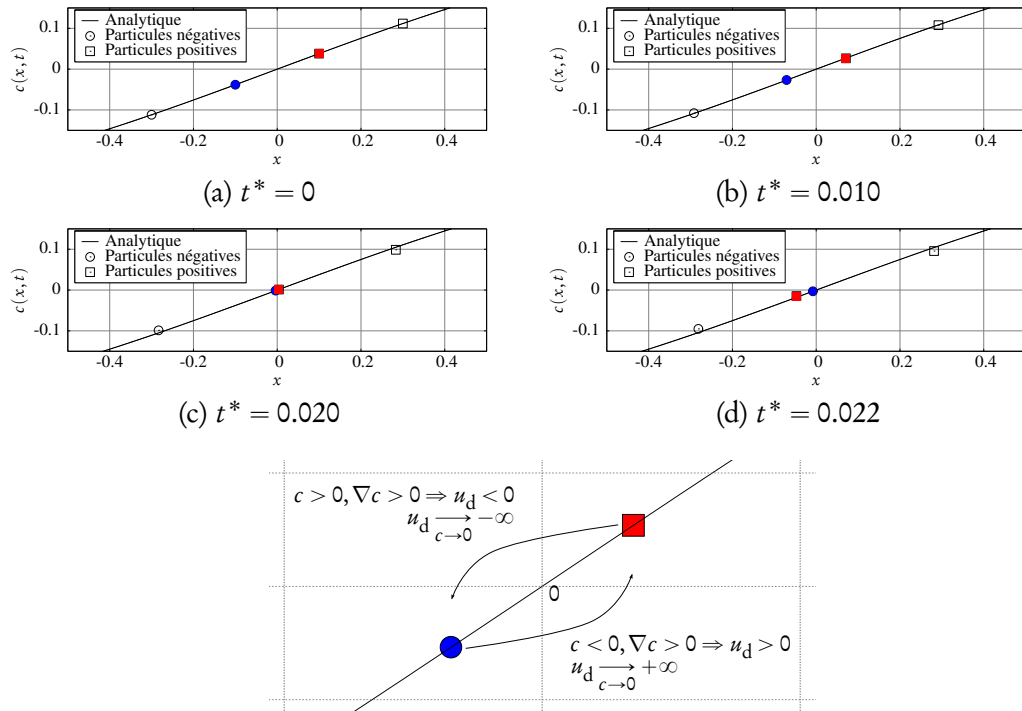 Analytique
Particules négatives
Particules positives
0.1
0
-0.1
c(x,t)
-0.4 -0.2 0 0.2 0.4
x
(a) t* = 0
Analytique
Particules négatives
Particules positives
0.1
0
-0.1
c(x,t)
-0.4 -0.2 0 0.2 0.4
x
(b) t* = 0.010
Analytique
Particules négatives
Particules positives
0.1
0
-0.1
c(x,t)
-0.4 -0.2 0 0.2 0.4
x
(c) t* = 0.020
Analytique
Particules négatives
Particules positives
0.1
0
-0.1
c(x,t)
-0.4 -0.2 0 0.2 0.4
x
(d) t* = 0.022
c > 0, ∇c > 0 ⇒ u_d < 0
u_d ⟶ −∞
c→0
0
c < 0, ∇c > 0 ⇒ u_d > 0
u_d ⟶ +∞
c→0